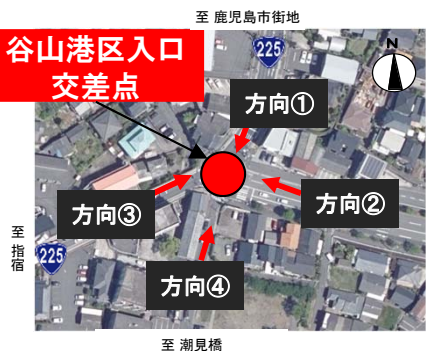 至 鹿児島市街地
谷山港区入口
交差点
225
N
方向①
方向③
方向②
至 指宿
225
方向④
至 潮見橋